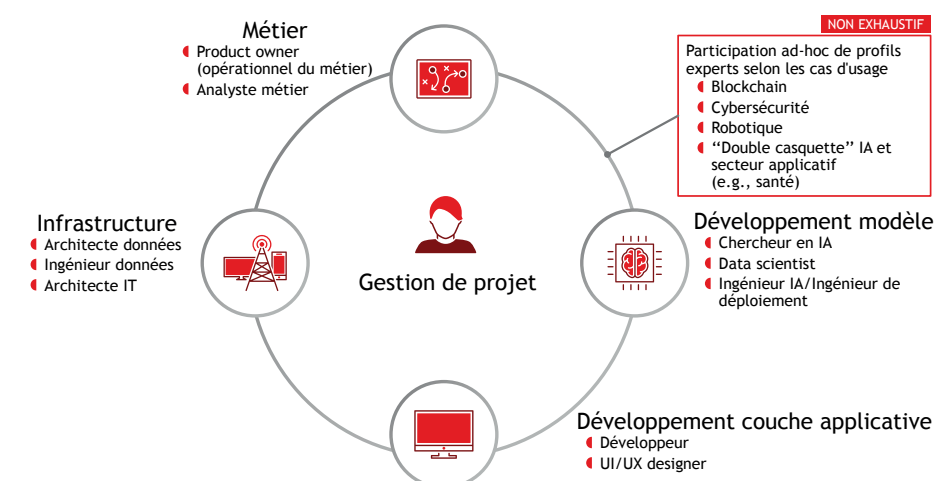 Métier
Product owner
(opérationnel du métier)
Analyste métier
NON EXHAUSTIF
Participation ad-hoc de profils
experts selon les cas d'usage
Blockchain
Cybersécurité
Robotique
“Double casquette” IA et
secteur applicatif
(e.g., santé)
Infrastructure
Architecte données
Ingénieur données
Architecte IT
Gestion de projet
Développement modèle
Chercheur en IA
Data scientist
Ingénieur IA/Ingénieur de
déploiement
Développement couche applicative
Développeur
UI/UX designer